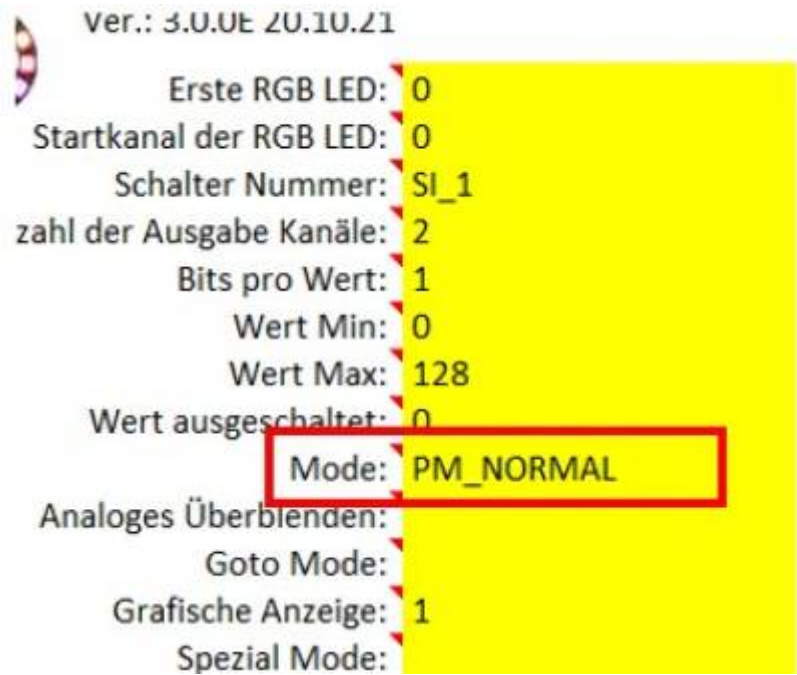 Ver.: 3.0.0E 20.10.21
Erste RGB LED: 0
Startkanal der RGB LED: 0
Schalter Nummer: SI_1
zahl der Ausgabe Kanäle: 2
Bits pro Wert: 1
Wert Min: 0
Wert Max: 128
Wert ausgeschaltet: 0
Mode: PM_NORMAL
Analoges Überblenden:
Goto Mode:
Grafische Anzeige: 1
Spezial Mode: